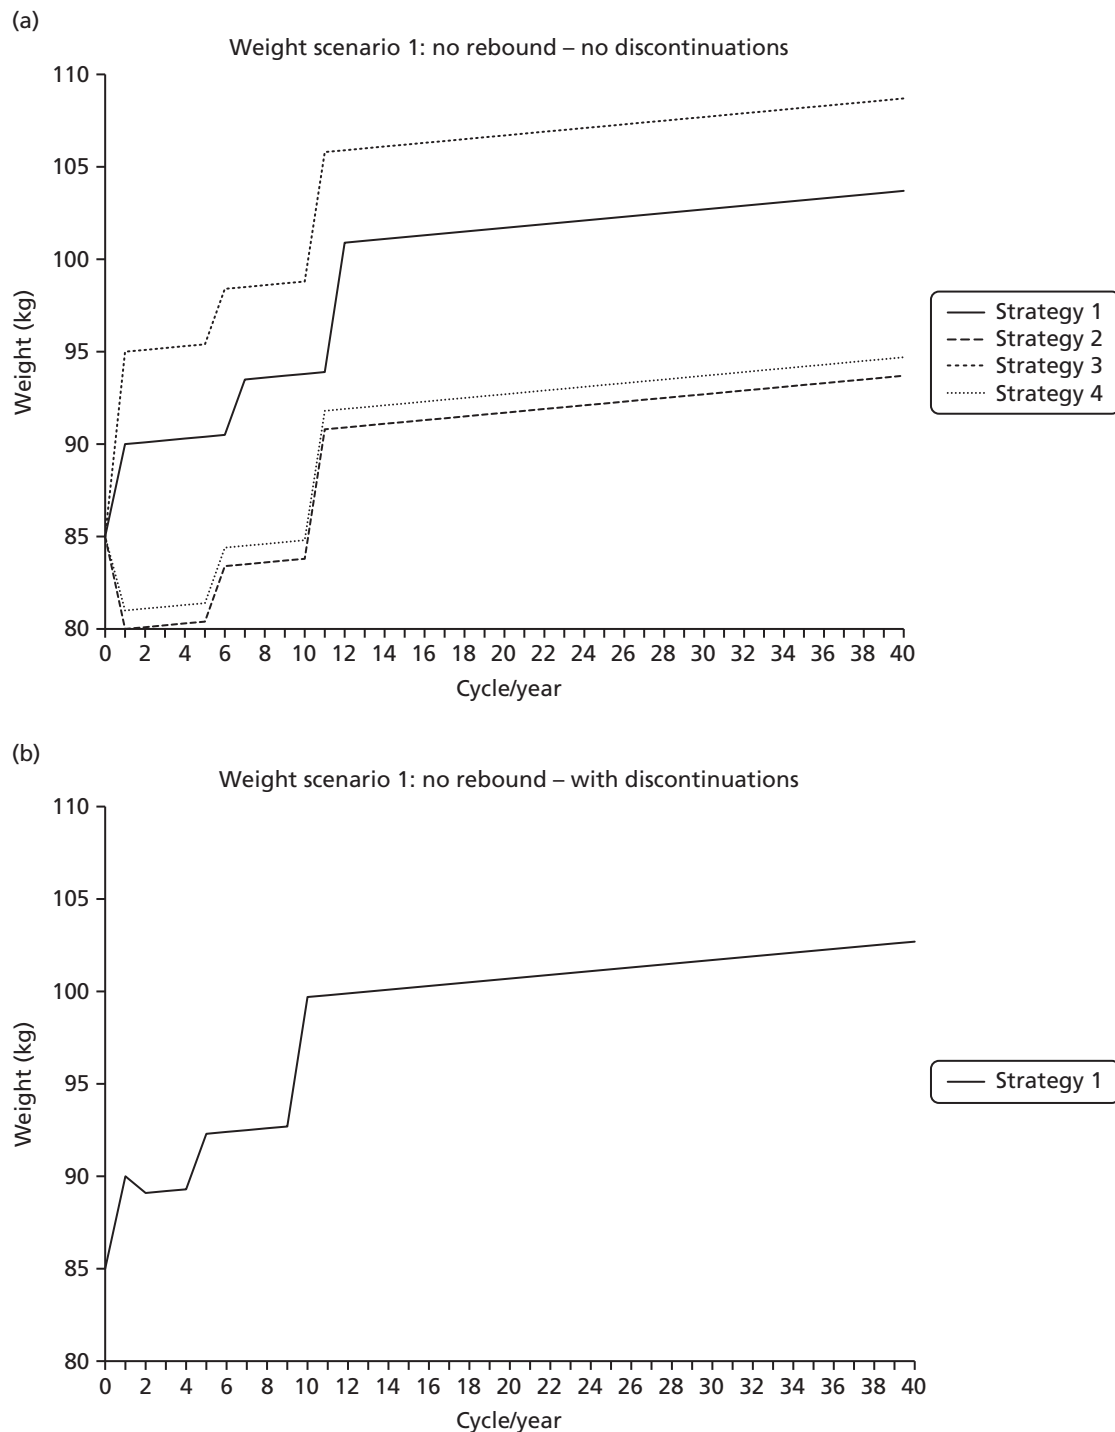 (a)
Weight scenario 1: no rebound – no discontinuations
110
105
100
95
90
85
80
Weight (kg)
0 2 4 6 8 10 12 14 16 18 20 22 24 26 28 30 32 34 36 38 40
Cycle/year
Strategy 1
Strategy 2
Strategy 3
Strategy 4
(b)
Weight scenario 1: no rebound – with discontinuations
110
105
100
95
90
85
80
Weight (kg)
0 2 4 6 8 10 12 14 16 18 20 22 24 26 28 30 32 34 36 38 40
Cycle/year
Strategy 1